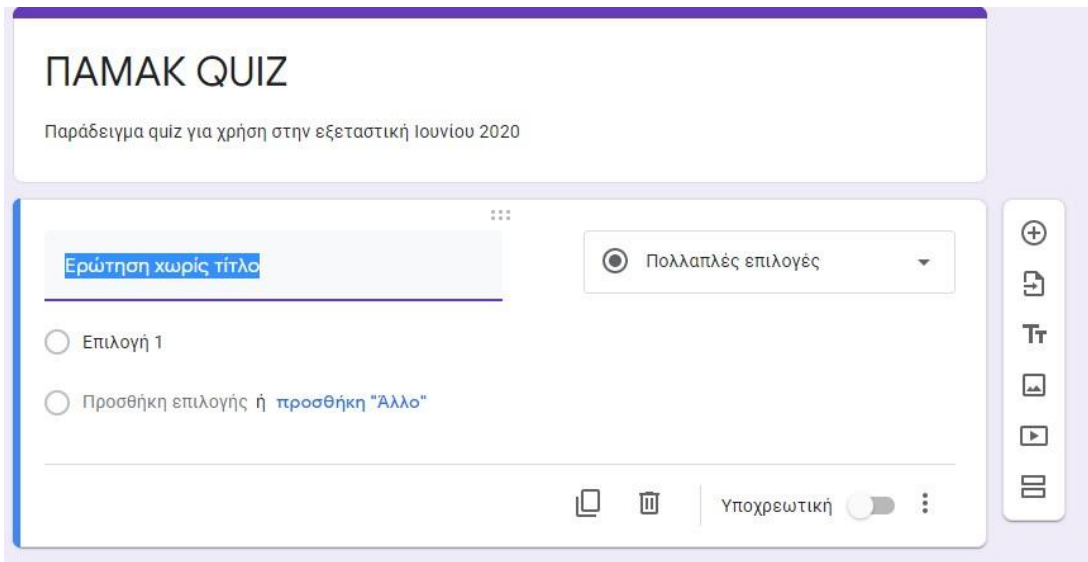 ΠΑΜΑΚ QUIZ
Παράδειγμα quiz για χρήση στην εξεταστική Ιουνίου 2020
Ερώτηση χωρίς τίτλο
Πολλαπλές επιλογές
Επιλογή 1
Προσθήκη επιλογής ή προσθήκη "Άλλο"
Υποχρεωτική